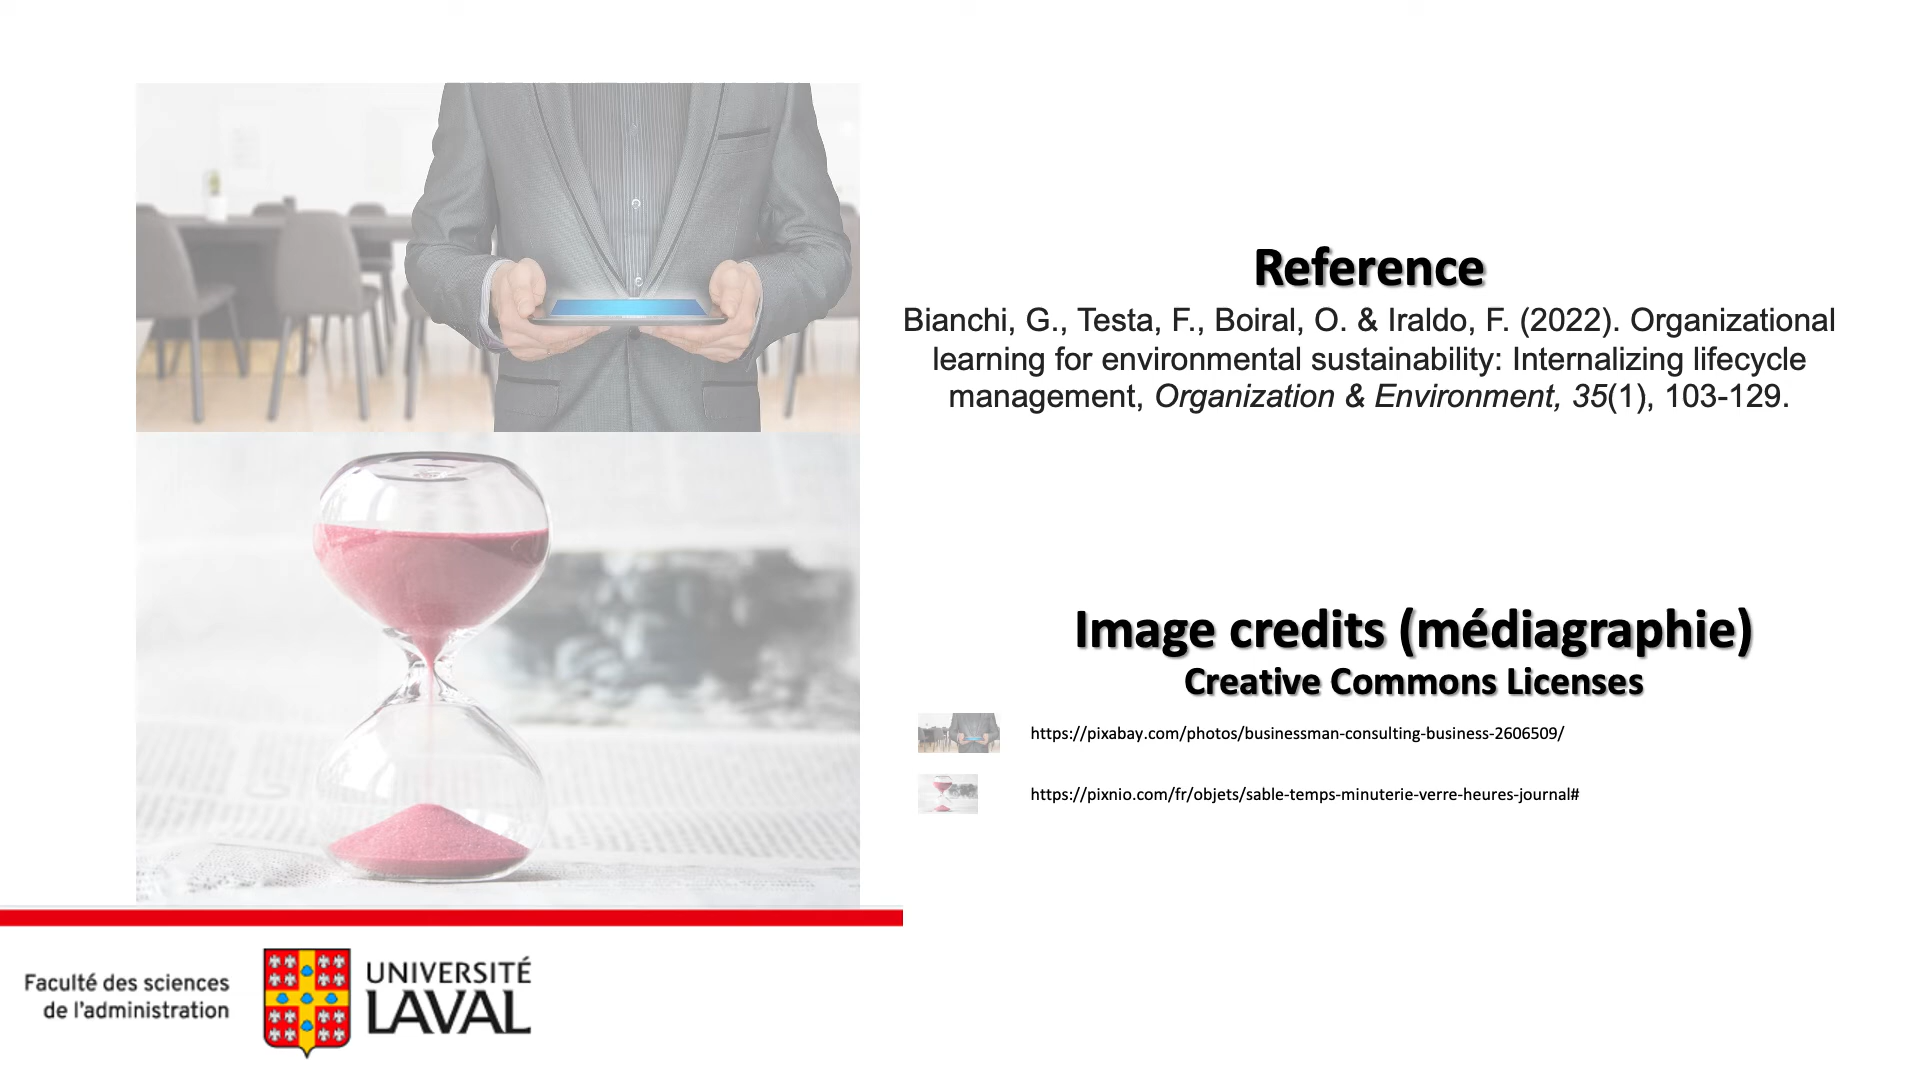 Reference
Bianchi, G., Testa, F., Boiral, O. & Iraldo, F. (2022). Organizational
learning for environmental sustainability: Internalizing lifecycle
management, Organization & Environment, 35(1), 103-129.
Image credits (médiagraphie)
Creative Commons Licenses
https://pixabay.com/photos/businessman-consulting-business-2606509/
https://pixnio.com/fr/objets/sable-temps-minuterie-verre-heures-journal#
Faculté des sciences
de l'administration
UNIVERSITÉ
LAVAL